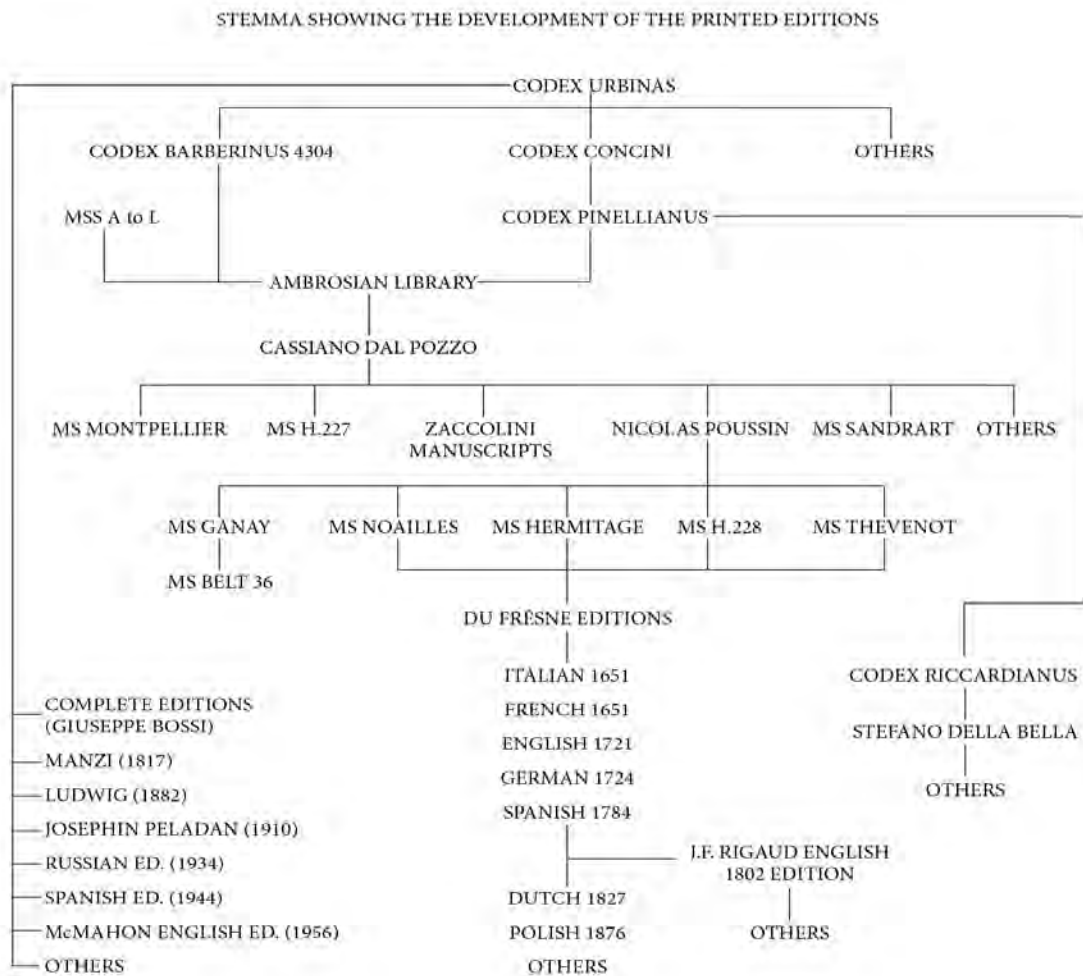 STEMMA SHOWING THE DEVELOPMENT OF THE PRINTED EDITIONS
CODEX URBINAS
CODEX BARBERINUS 4304
CODEX CONCINI
OTHERS
MSS A to L
CODEX PINELLIANUS
AMBROSIAN LIBRARY
CASSIANO DAL POZZO
MS MONTPELLIER
MS H.227
ZACCOLINI
MANUSCRIPTS
NICOLAS POUSSIN
MS SANDRART
OTHERS
MS GANAY
MS NOAILLES
MS HERMITAGE
MS H.228
MS THEVENOT
MS BELT 36
DU FRËSNE EDITIONS
ITALIAN 1651
FRENCH 1651
ENGLISH 1721
GERMAN 1724
SPANISH 1784
J.F. RIGAUD ENGLISH
1802 EDITION
OTHERS
DUTCH 1827
POLISH 1876
OTHERS
CODEX RICCARDIANUS
STEFANO DELLA BELLA
OTHERS
COMPLETE EDITIONS
(GIUSEPPE BOSSI)
MANZI (1817)
LUDWIG (1882)
JOSEPHIN PELADAN (1910)
RUSSIAN ED. (1934)
SPANISH ED. (1944)
McMAHON ENGLISH ED. (1956)
OTHERS